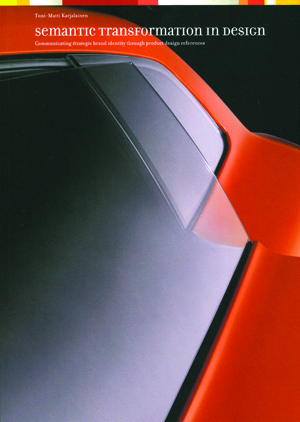 Toni-Matti Karjalainen
SEMANTIC TRANSFORMATION IN DESIGN
Communicating strategic brand identity through product design references